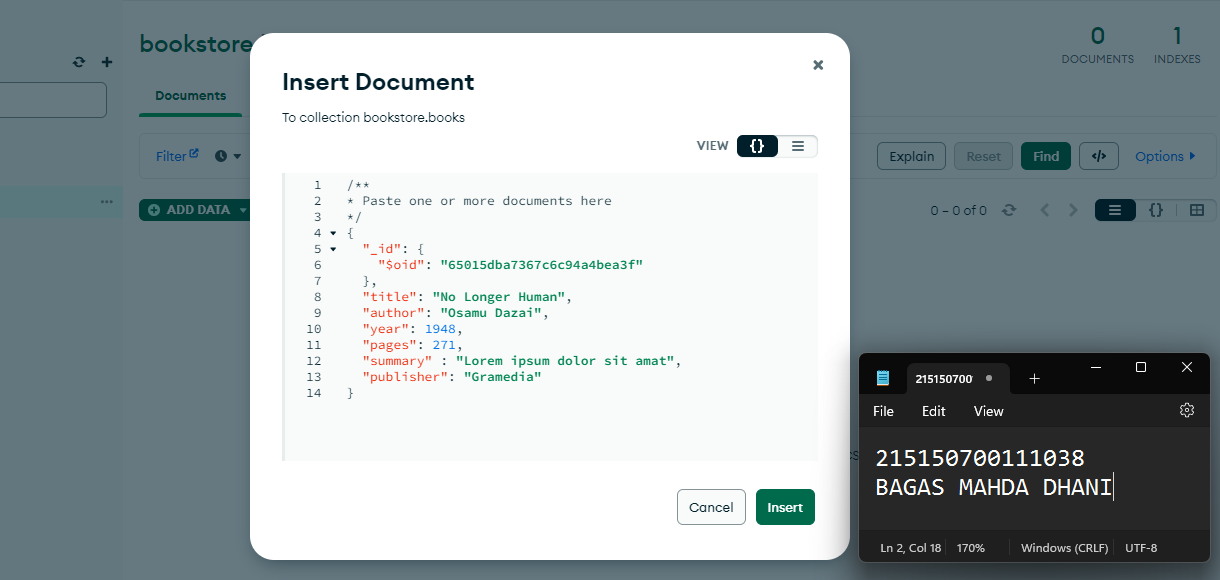 bookstore.
0
DOCUMENTS
1
INDEXES
Documents
Filter
Explain
Reset
Find
</>
Options
ADD DATA
0 – 0 of 0
{}
Insert Document
To collection bookstore.books
VIEW
{}
1 /**
2 * Paste one or more documents here
3 */
4 {
5 "_id": {
6 "$oid": "65015dba7367c6c94a4bea3f"
7 },
8 "title": "No Longer Human",
9 "author": "Osamu Dazai",
10 "year": 1948,
11 "pages": 271,
12 "summary" : "Lorem ipsum dolor sit amat",
13 "publisher": "Gramedia"
14 }
Cancel
Insert
215150700
File
Edit
View
215150700111038
BAGAS MAHDA DHANI
Ln 2, Col 18
170%
Windows (CRLF)
UTF-8